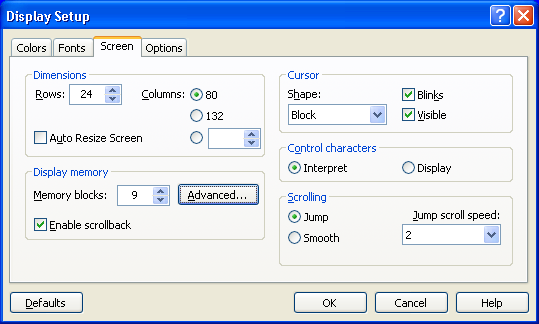 Display Setup
Colors Fonts Screen Options
Dimensions
Rows: 24 Columns: 80
132
Auto Resize Screen
Display memory
Memory blocks: 9 Advanced...
Enable scrollback
Cursor
Shape: Blinks
Block Visible
Control characters
Interpret Display
Scrolling
Jump Jump scroll speed:
Smooth 2
Defaults OK Cancel Help